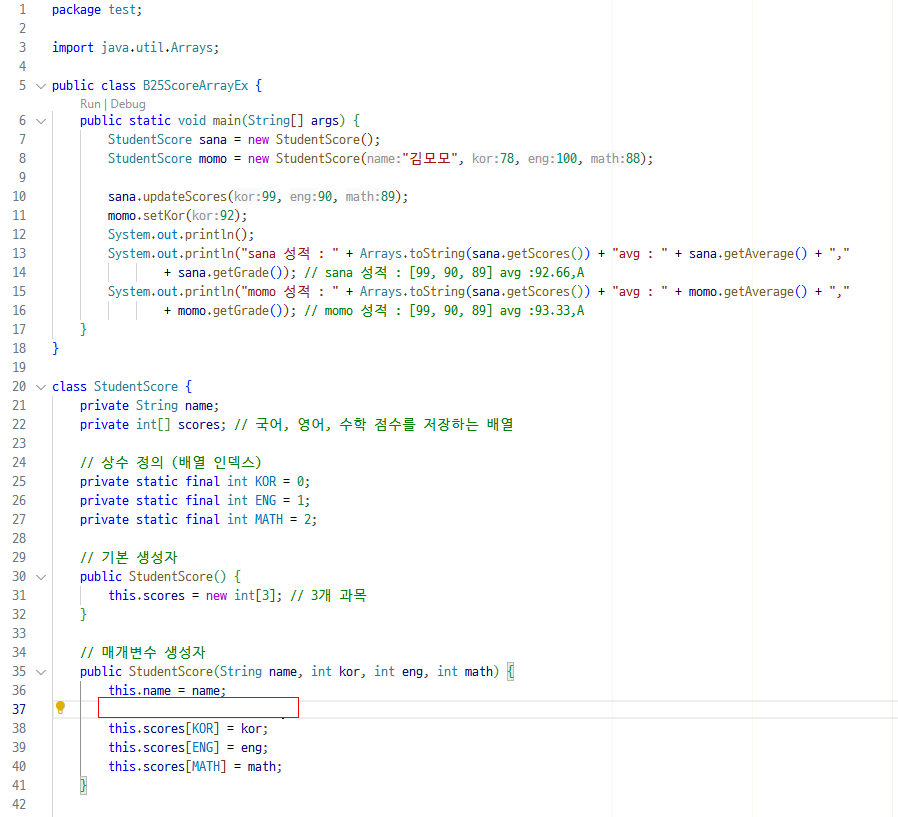 1 package test;
2
3 import java.util.Arrays;
4
5 public class B25ScoreArrayEx {
Run | Debug
6 public static void main(String[] args) {
7 StudentScore sana = new StudentScore();
8 StudentScore momo = new StudentScore(name:"김모모", kor:78, eng:100, math:88);
9
10 sana.updateScores(kor:99, eng:90, math:89);
11 momo.setKor(kor:92);
12 System.out.println();
13 System.out.println("sana 성적 : " + Arrays.toString(sana.getScores()) + "avg : " + sana.getAverage() + ","
14 + sana.getGrade()); // sana 성적 : [99, 90, 89] avg :92.66,A
15 System.out.println("momo 성적 : " + Arrays.toString(sana.getScores()) + "avg : " + momo.getAverage() + ","
16 + momo.getGrade()); // momo 성적 : [99, 90, 89] avg :93.33,A
17 }
18 }
19
20 class StudentScore {
21 private String name;
22 private int[] scores; // 국어, 영어, 수학 점수를 저장하는 배열
23
24 // 상수 정의 (배열 인덱스)
25 private static final int KOR = 0;
26 private static final int ENG = 1;
27 private static final int MATH = 2;
28
29 // 기본 생성자
30 public StudentScore() {
31 this.scores = new int[3]; // 3개 과목
32 }
33
34 // 매개변수 생성자
35 public StudentScore(String name, int kor, int eng, int math) {
36 this.name = name;
37
38 this.scores[KOR] = kor;
39 this.scores[ENG] = eng;
40 this.scores[MATH] = math;
41 }
42